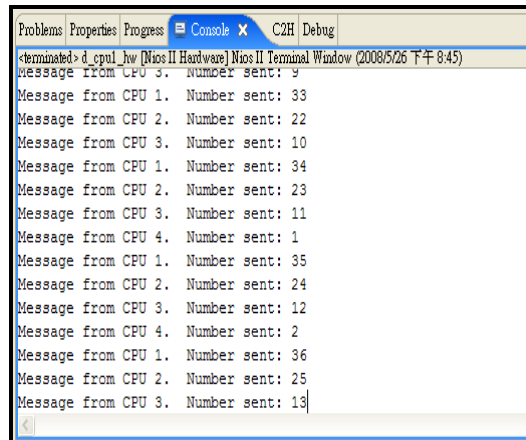 Problems Properties Progress Console C2H Debug
<terminated> d_cpu1_hw [Nios II Hardware] Nios II Terminal Window (2008/5/26 下午 8:45)
Message from CPU 3. Number sent: 9
Message from CPU 1. Number sent: 33
Message from CPU 2. Number sent: 22
Message from CPU 3. Number sent: 10
Message from CPU 1. Number sent: 34
Message from CPU 2. Number sent: 23
Message from CPU 3. Number sent: 11
Message from CPU 4. Number sent: 1
Message from CPU 1. Number sent: 35
Message from CPU 2. Number sent: 24
Message from CPU 3. Number sent: 12
Message from CPU 4. Number sent: 2
Message from CPU 1. Number sent: 36
Message from CPU 2. Number sent: 25
Message from CPU 3. Number sent: 13